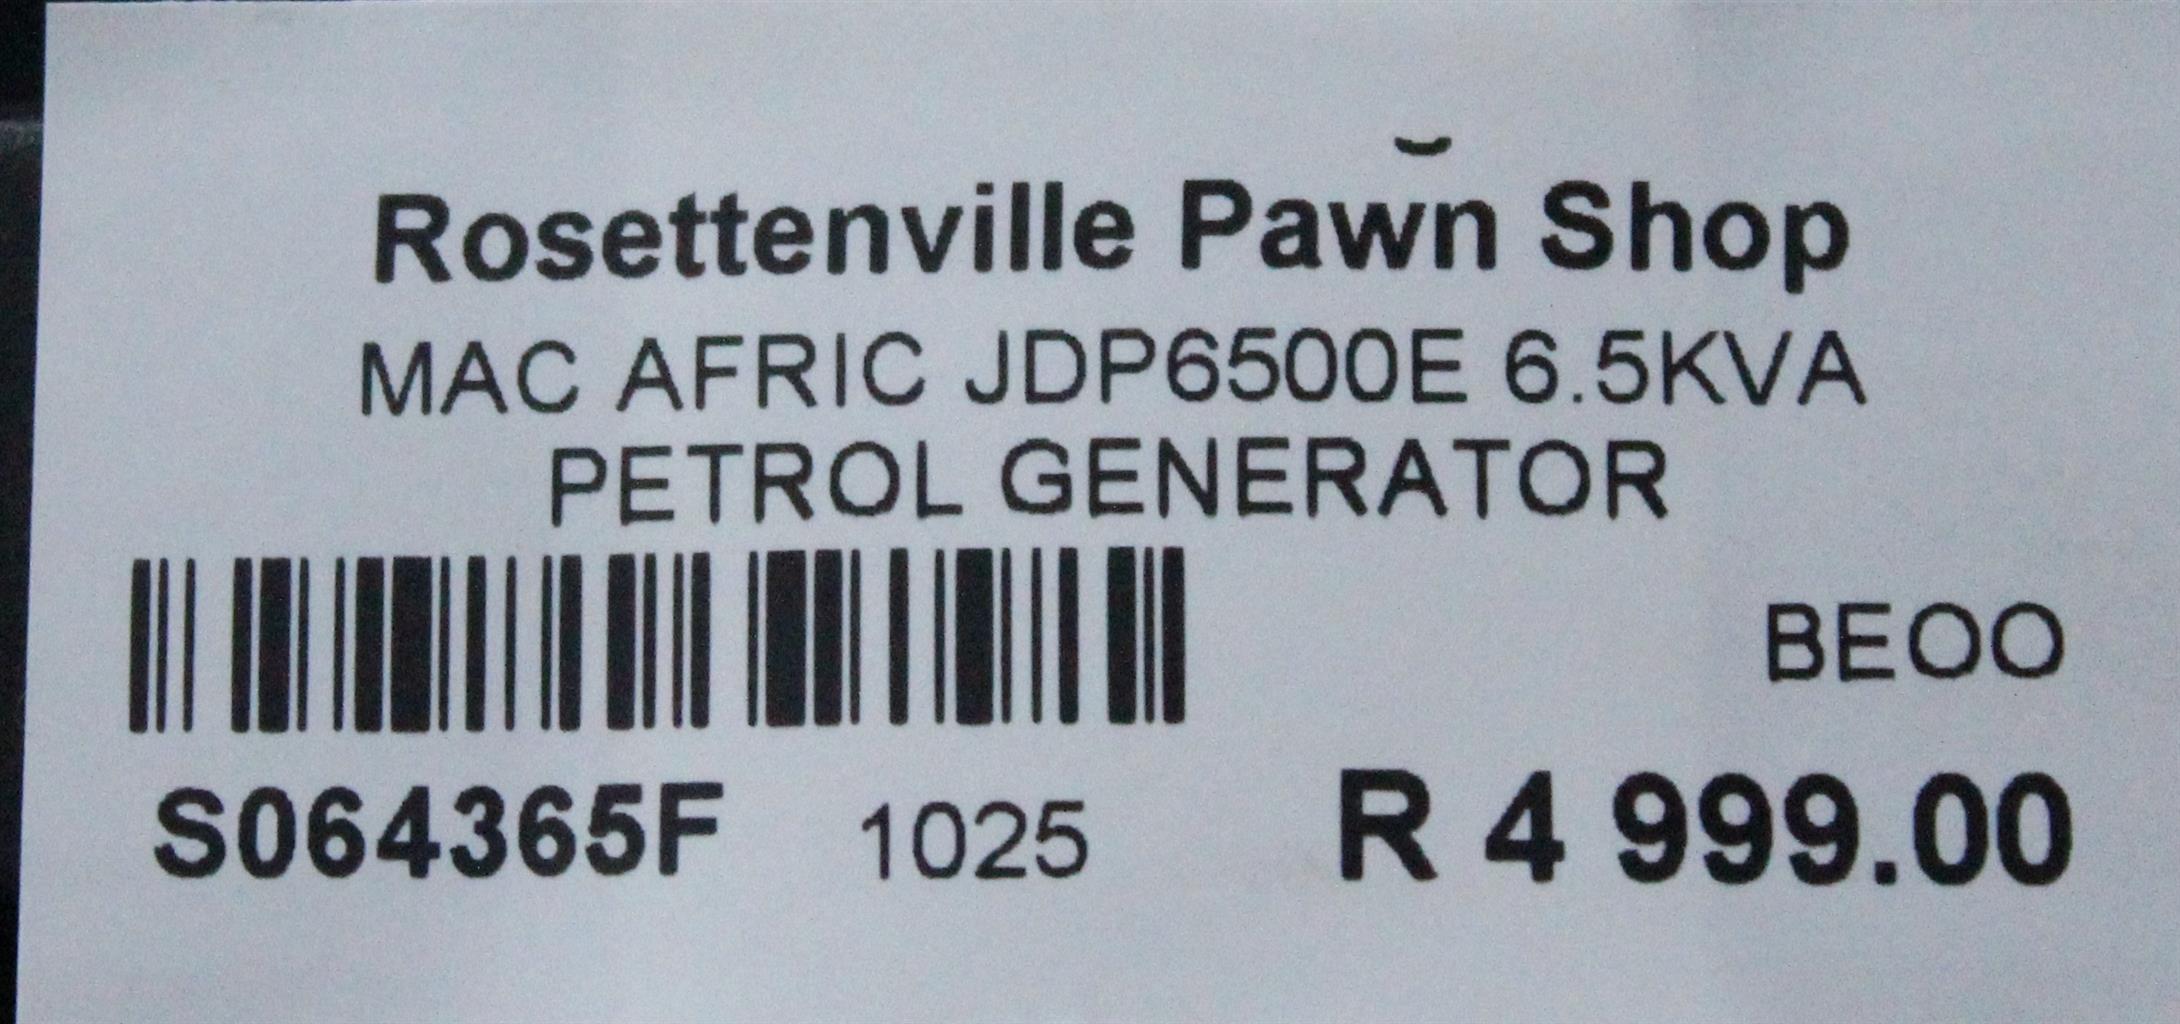 Rosettenville Pawn Shop
MAC AFRIC JDP6500E 6.5KVA
PETROL GENERATOR
BEOO
S064365F 1025 R 4 999.00